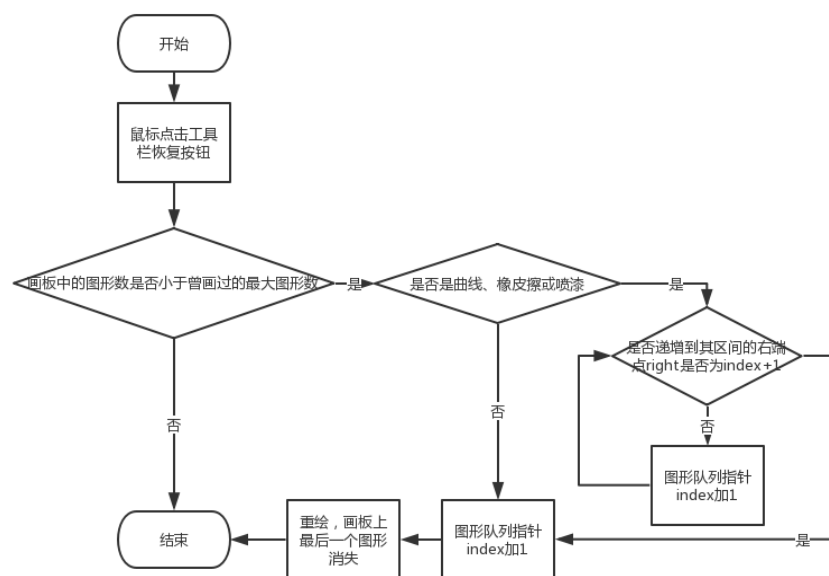 开始
鼠标点击工具
栏恢复按钮
画板中的图形数是否小于曾画过的最大图形数
是
是否是曲线、橡皮擦或喷漆
是
是否递增到其区间的右端
点right是否为index+1
否
否
否
图形队列指针
index加1
结束
重绘，画板上
最后一个图形
消失
图形队列指针
index加1
是